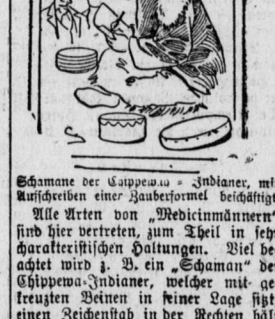 Schamane der Chippewa = Indianer, mi
Aufschreiben einer Zauberformel beschäftigt
Alle Arten von „Medicinmännern“
sind hier vertreten, zum Theil in seh
charakteristischen Haltungen. Viel be
achtet wird z. B. ein „Schaman“ de
Chippewa-Indianer, welcher mit ge
kreuzten Beinen in seiner Lage sitzt
einen Zeichenstab in der Rechten häl